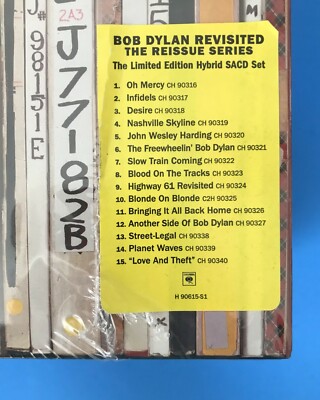 J# 98151E
2A3
J77182B
BOB DYLAN REVISITED
THE REISSUE SERIES
The Limited Edition Hybrid SACD Set
1. Oh Mercy CH 90316
2. Infidels CH 90317
3. Desire CH 90318
4. Nashville Skyline CH 90319
5. John Wesley Harding CH 90320
6. The Freewheelin' Bob Dylan CH 90321
7. Slow Train Coming CH 90322
8. Blood On The Tracks CH 90323
9. Highway 61 Revisited CH 90324
10. Blonde On Blonde C2H 90325
11. Bringing It All Back Home CH 90326
12. Another Side Of Bob Dylan CH 90327
13. Street-Legal CH 90338
14. Planet Waves CH 90339
15. "Love And Theft" CH 90340
H 90615-S1